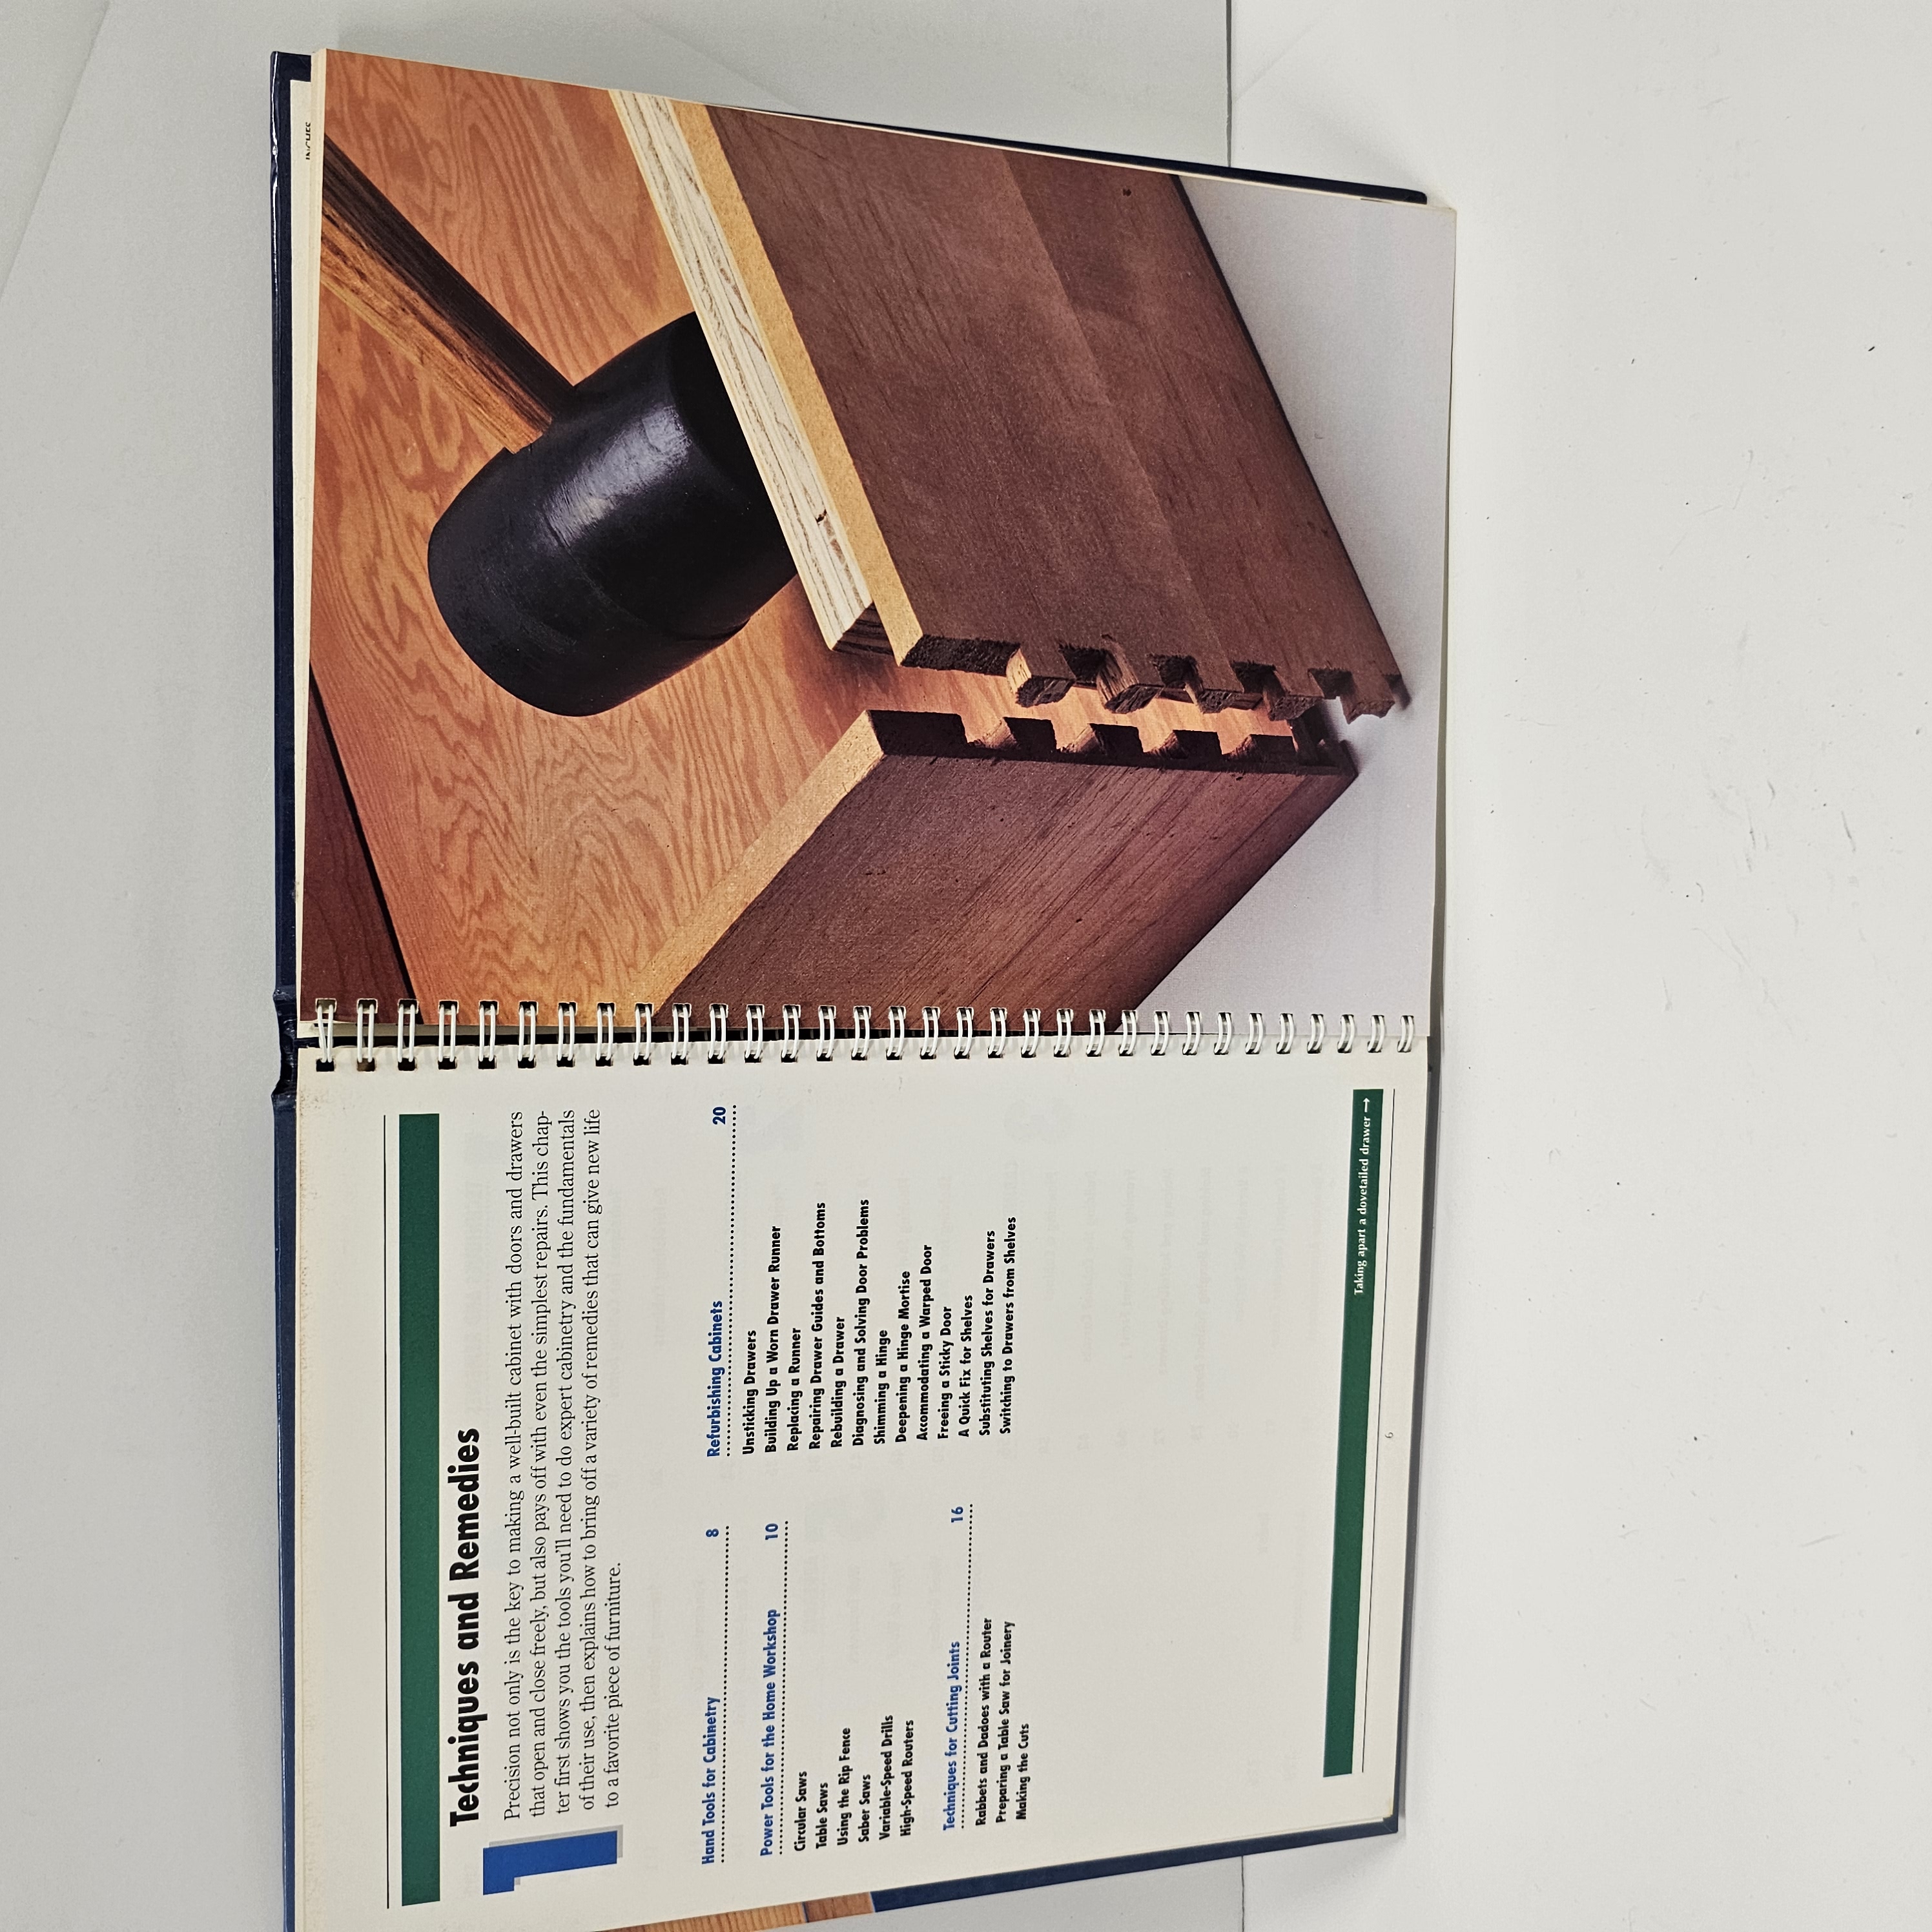 INCHES
Techniques and Remedies
1
Precision not only is the key to making a well-built cabinet with doors and drawers
that open and close freely, but also pays off with even the simplest repairs. This chap-
ter first shows you the tools you'll need to do expert cabinetry and the fundamentals
of their use, then explains how to bring off a variety of remedies that can give new life
to a favorite piece of furniture.
Hand Tools for Cabinetry 8
Power Tools for the Home Workshop 10
Circular Saws
Table Saws
Using the Rip Fence
Saber Saws
Variable-Speed Drills
High-Speed Routers
Techniques for Cutting Joints 16
Rabbets and Dadoes with a Router
Preparing a Table Saw for Joinery
Making the Cuts
Refurbishing Cabinets 20
Unsticking Drawers
Building Up a Worn Drawer Runner
Replacing a Runner
Repairing Drawer Guides and Bottoms
Rebuilding a Drawer
Diagnosing and Solving Door Problems
Shimming a Hinge
Deepening a Hinge Mortise
Accommodating a Warped Door
Freeing a Sticky Door
A Quick Fix for Shelves
Substituting Shelves for Drawers
Switching to Drawers from Shelves
Taking apart a dovetailed drawer →
6